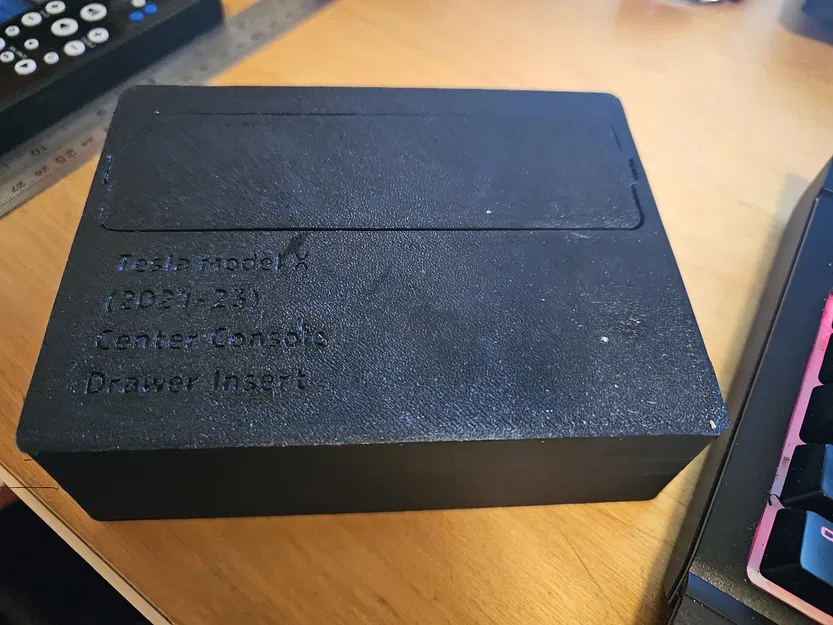 Tesla model X
(2021-23)
Center Console
Drawer Insert